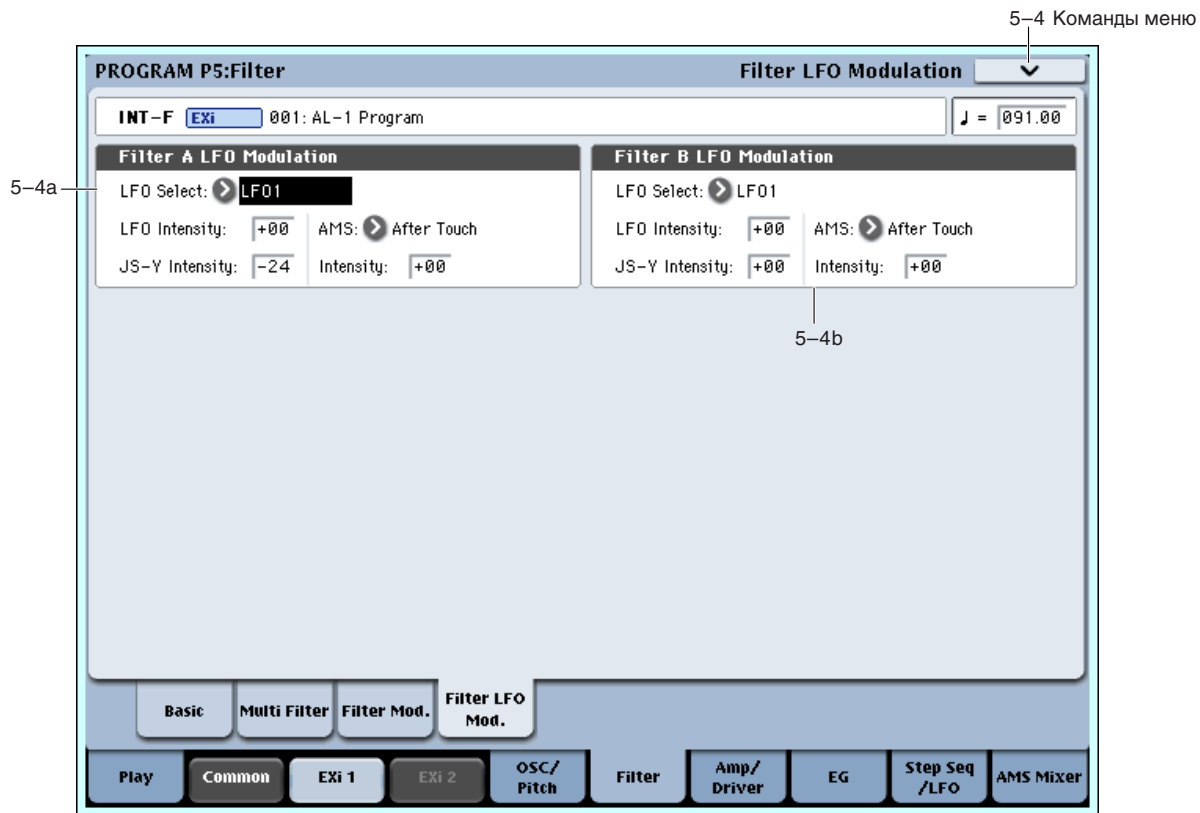 5–4 Команды меню
PROGRAM P5:Filter
Filter LFO Modulation
INT-F EXi 001: AL-1 Program
♩ = 091.00
Filter A LFO Modulation
Filter B LFO Modulation
5–4a
LFO Select: LFO1
LFO Select: LFO1
LFO Intensity: +00 AMS: After Touch
LFO Intensity: +00 AMS: After Touch
JS-Y Intensity: -24 Intensity: +00
JS-Y Intensity: +00 Intensity: +00
5–4b
Basic
Multi Filter
Filter Mod.
Filter LFO
Mod.
Play
Common
EXi 1
EXi 2
OSC/
Pitch
Filter
Amp/
Driver
EG
Step Seq
/LFO
AMS Mixer